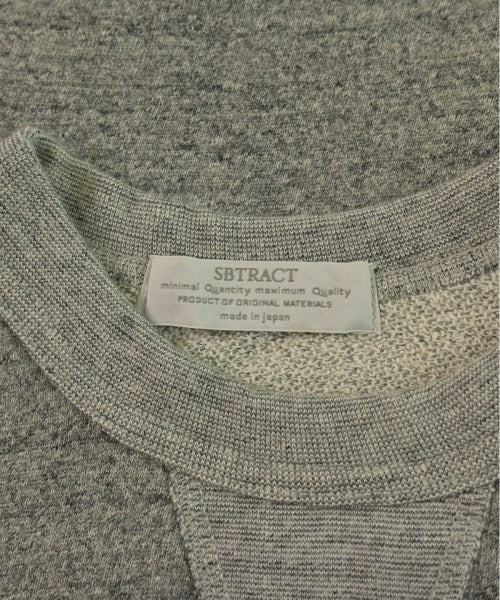 SBTRACT
minimal Quantity maximum Quality
PRODUCT OF ORIGINAL MATERIALS
made in japan